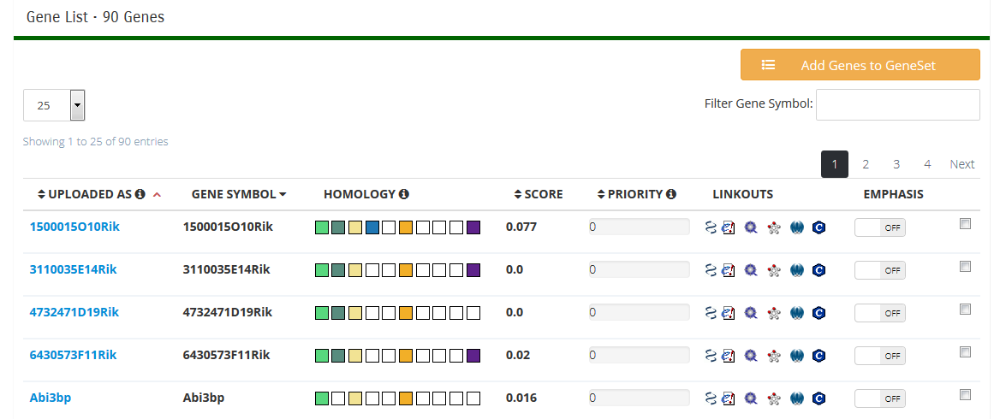 Gene List · 90 Genes
Add Genes to GeneSet
25
Filter Gene Symbol:
Showing 1 to 25 of 90 entries
1 2 3 4 Next
UPLOADED AS GENE SYMBOL HOMOLOGY SCORE PRIORITY LINKOUTS EMPHASIS
1500015O10Rik 1500015O10Rik 0.077 0 OFF
3110035E14Rik 3110035E14Rik 0.0 0 OFF
4732471D19Rik 4732471D19Rik 0.0 0 OFF
6430573F11Rik 6430573F11Rik 0.02 0 OFF
Abi3bp Abi3bp 0.016 0 OFF